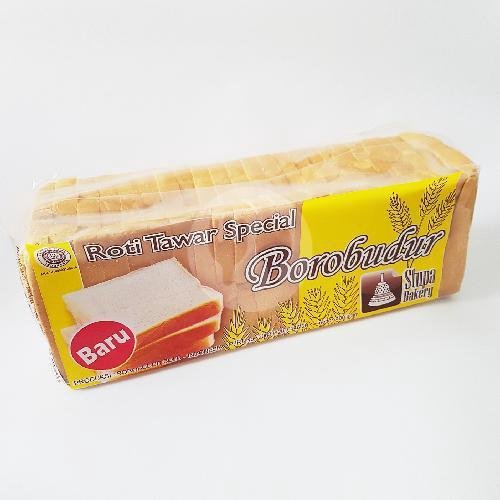 Roti Tawar Special
Borobudur
Stupa
Bakery
Baru